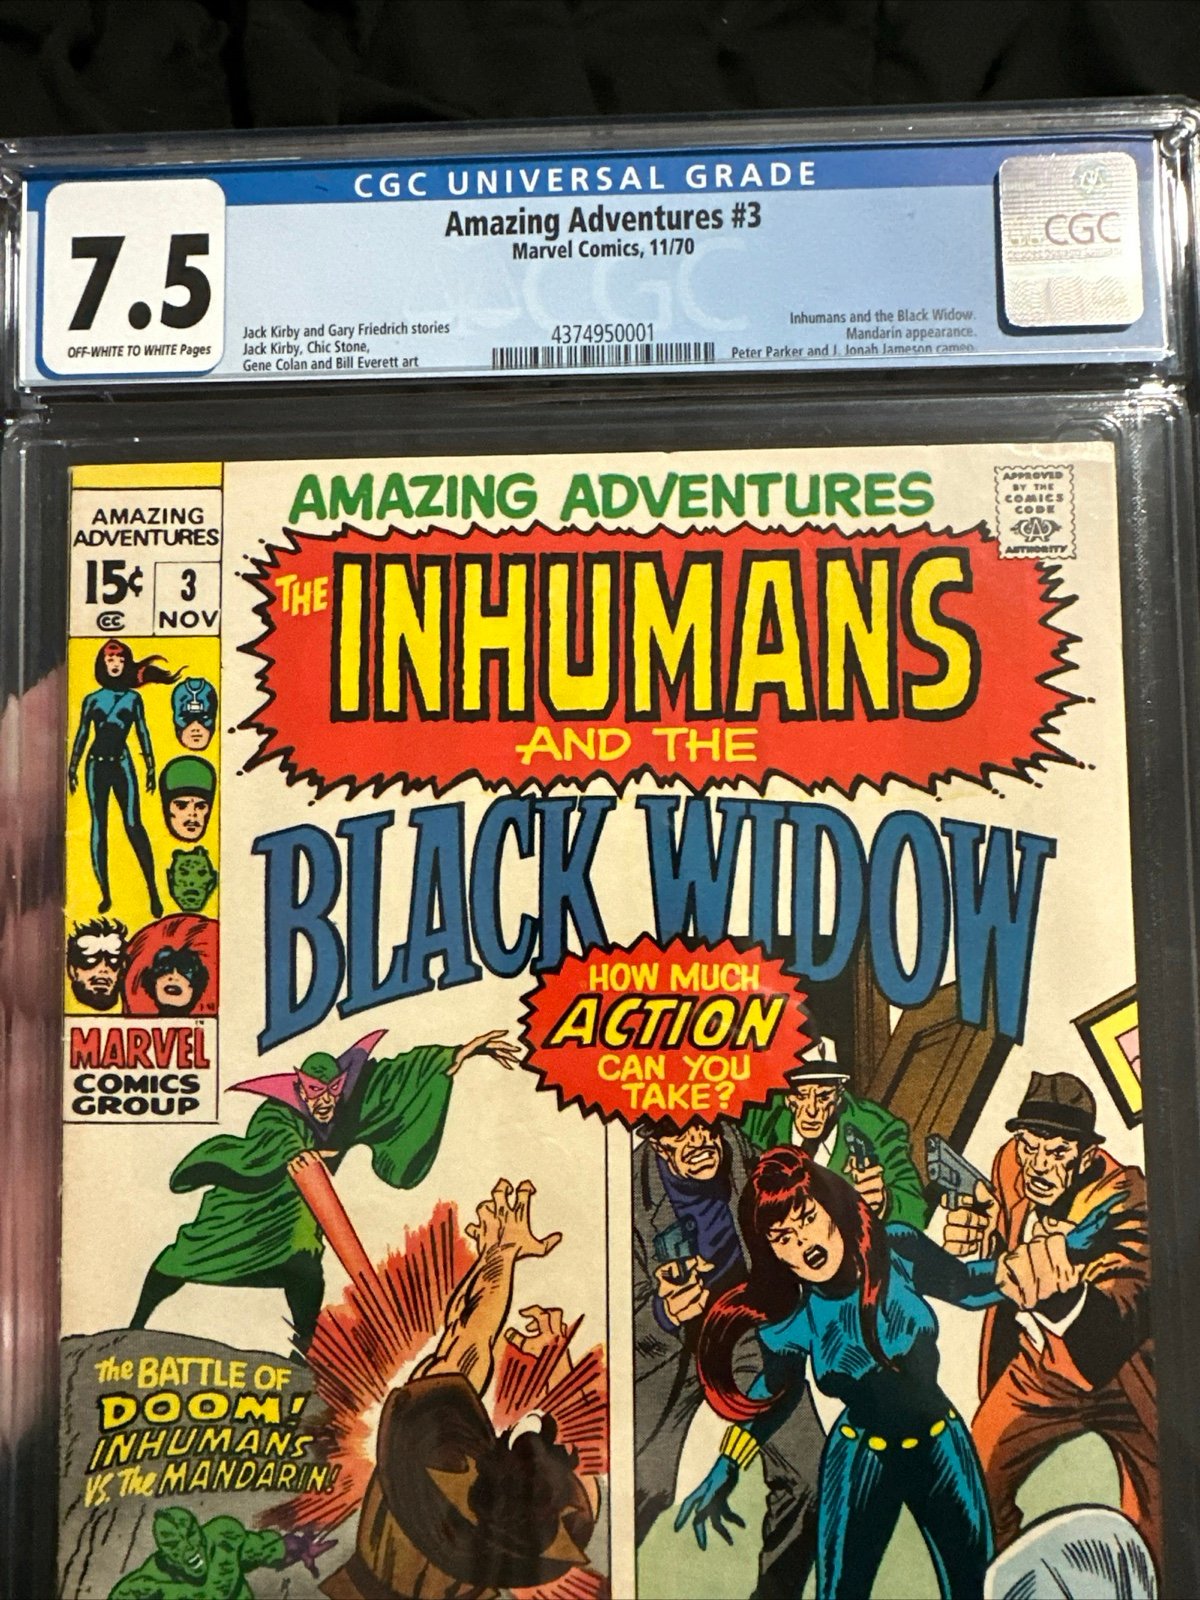 CGC UNIVERSAL GRADE
7.5
OFF-WHITE TO WHITE Pages
Amazing Adventures #3
Marvel Comics, 11/70
Jack Kirby and Gary Friedrich stories
Jack Kirby, Chic Stone,
Gene Colan and Bill Everett art
4374950001
Inhumans and the Black Widow.
Mandarin appearance.
Peter Parker and J. Jonah Jameson cameo.
CGC
CGC
AMAZING
ADVENTURES
15¢
CC
3
NOV
MARVEL
COMICS
GROUP
AMAZING ADVENTURES
APPROVED
BY THE
COMICS
CODE
CA
AUTHORITY
THE INHUMANS
AND THE
BLACK WIDOW
HOW MUCH
ACTION
CAN YOU
TAKE?
the BATTLE OF
DOOM!
INHUMANS
VS. The MANDARIN!